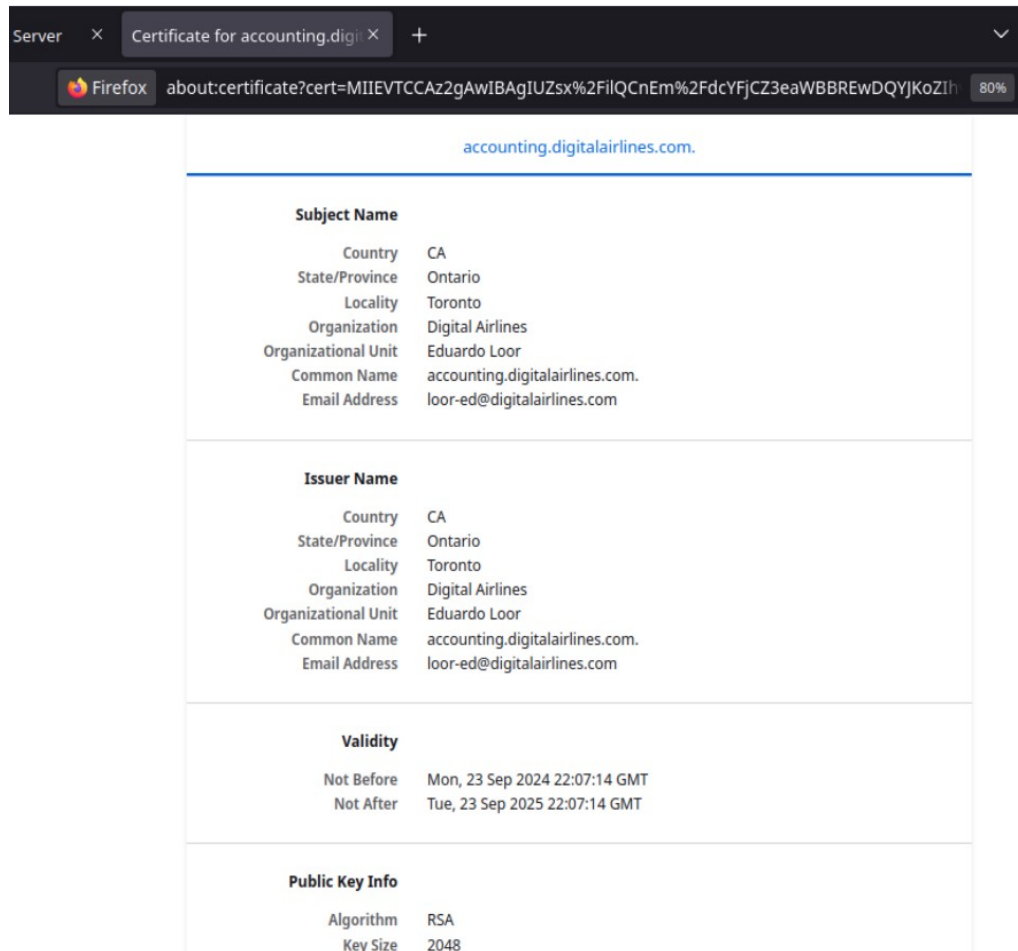 Server × Certificate for accounting.digit × +
Firefox about:certificate?cert=MIIEVTCCAz2gAwIBAgIUZsx%2FilQCnEm%2FdcYFjCZ3eaWBBREwDQYJKoZIh 80%
accounting.digitalairlines.com.
Subject Name
Country CA
State/Province Ontario
Locality Toronto
Organization Digital Airlines
Organizational Unit Eduardo Loor
Common Name accounting.digitalairlines.com.
Email Address loor-ed@digitalairlines.com
Issuer Name
Country CA
State/Province Ontario
Locality Toronto
Organization Digital Airlines
Organizational Unit Eduardo Loor
Common Name accounting.digitalairlines.com.
Email Address loor-ed@digitalairlines.com
Validity
Not Before Mon, 23 Sep 2024 22:07:14 GMT
Not After Tue, 23 Sep 2025 22:07:14 GMT
Public Key Info
Algorithm RSA
Key Size 2048